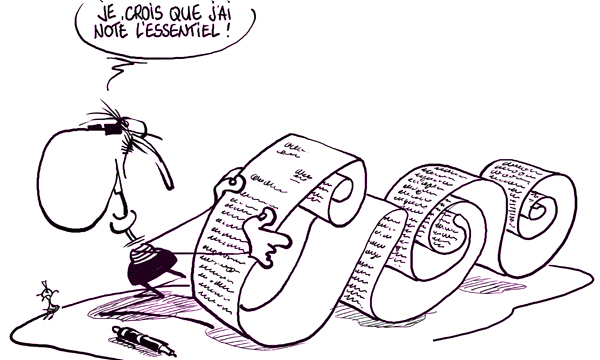 JE CROIS QUE J'AI
NOTÉ L'ESSENTIEL !